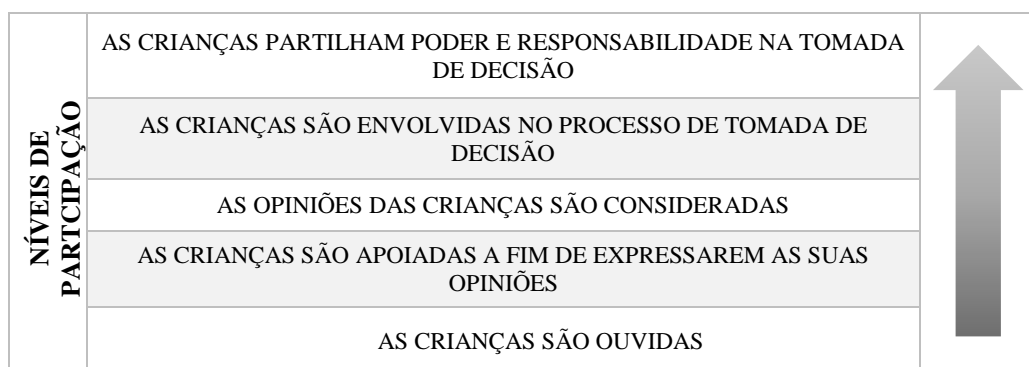 NÍVEIS DE
PARTCIPAÇÃO
AS CRIANÇAS PARTILHAM PODER E RESPONSABILIDADE NA TOMADA
DE DECISÃO
AS CRIANÇAS SÃO ENVOLVIDAS NO PROCESSO DE TOMADA DE
DECISÃO
AS OPINIÕES DAS CRIANÇAS SÃO CONSIDERADAS
AS CRIANÇAS SÃO APOIADAS A FIM DE EXPRESSAREM AS SUAS
OPINIÕES
AS CRIANÇAS SÃO OUVIDAS